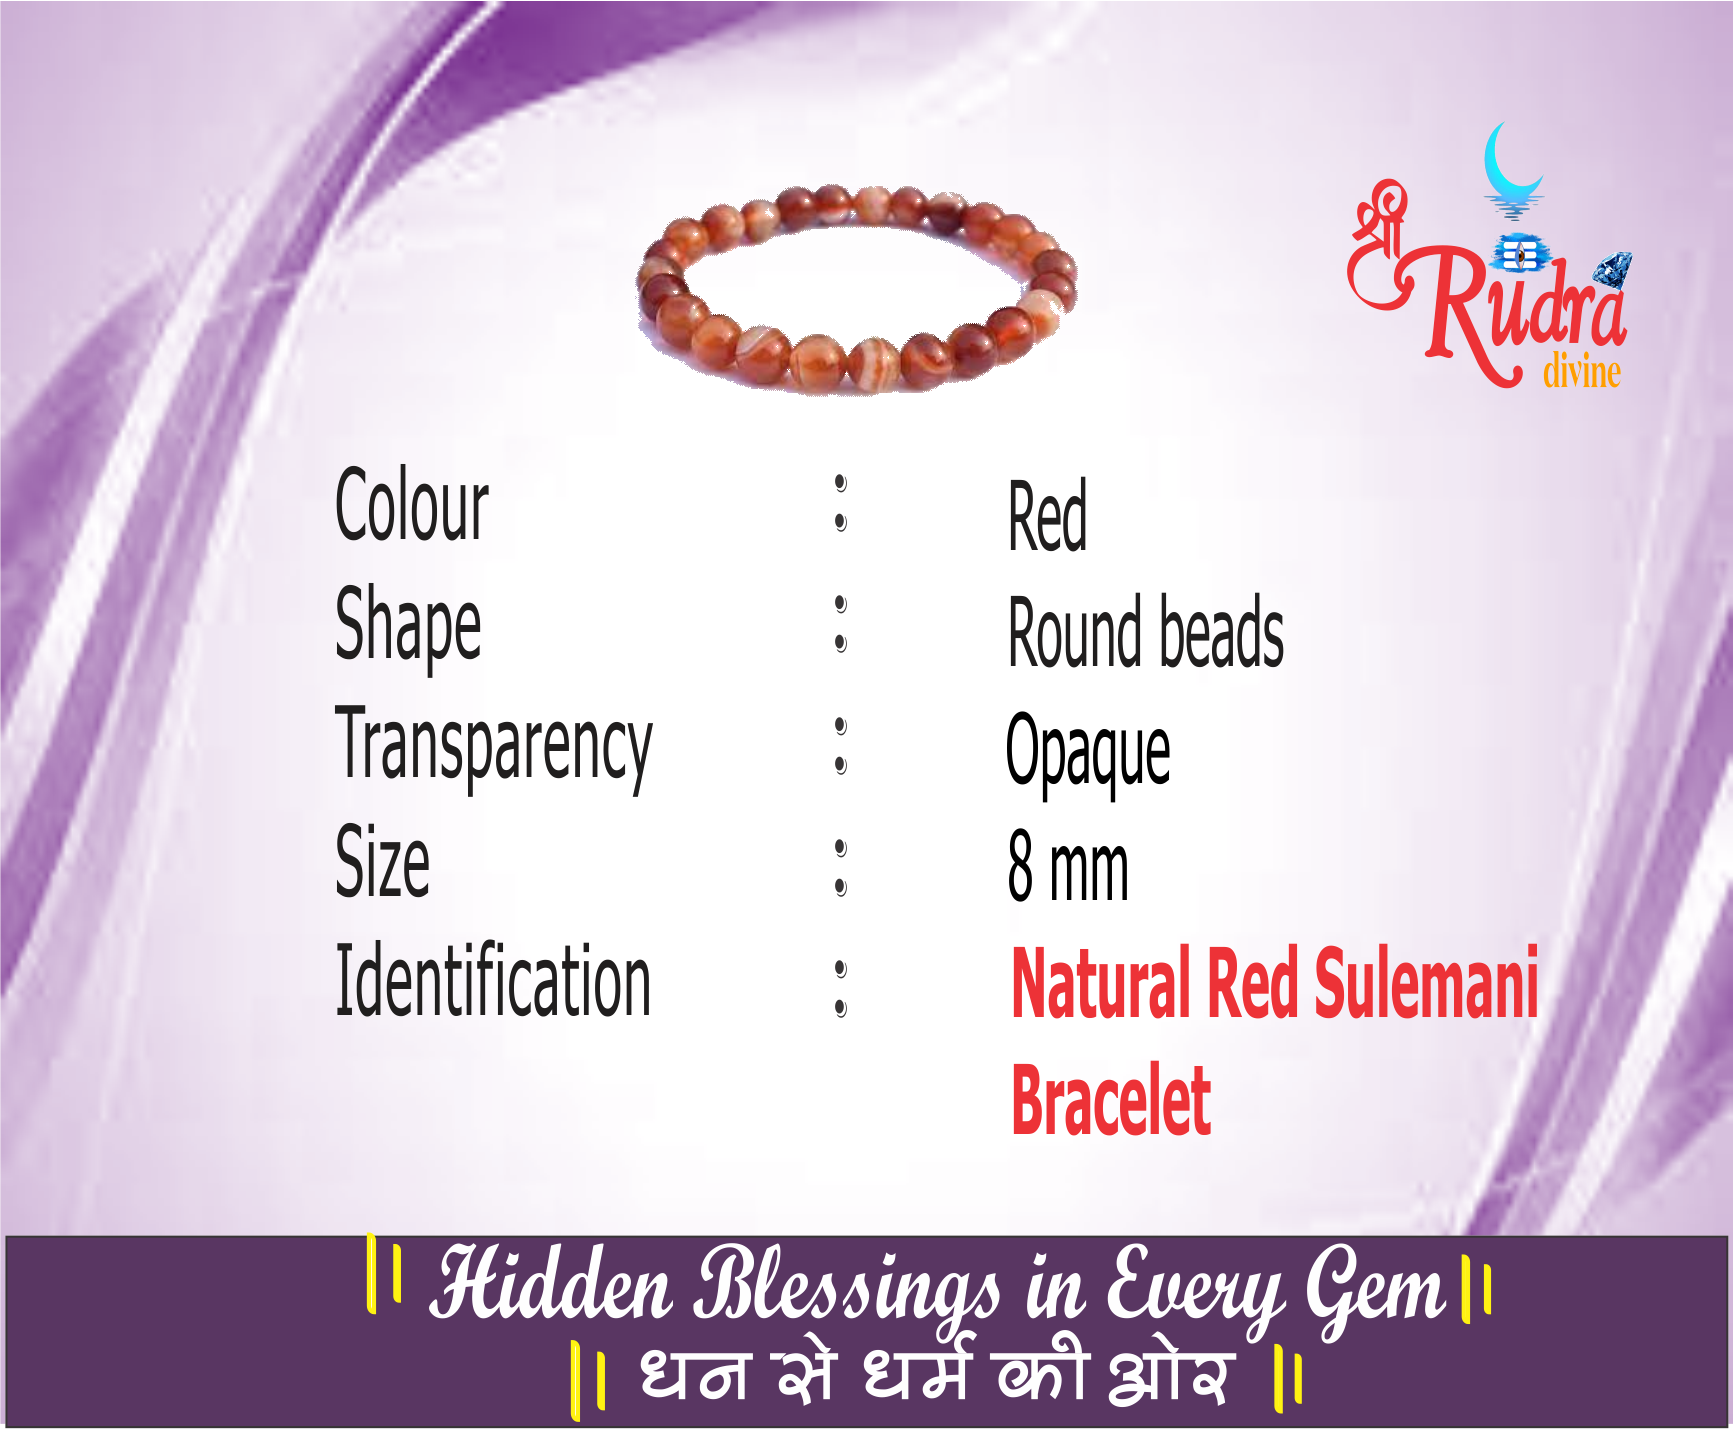 श्री
Rudra
divine
Colour : Red
Shape : Round beads
Transparency : Opaque
Size : 8 mm
Identification : Natural Red Sulemani
Bracelet
|| Hidden Blessings in Every Gem ||
|| धन से धर्म की ओर ||